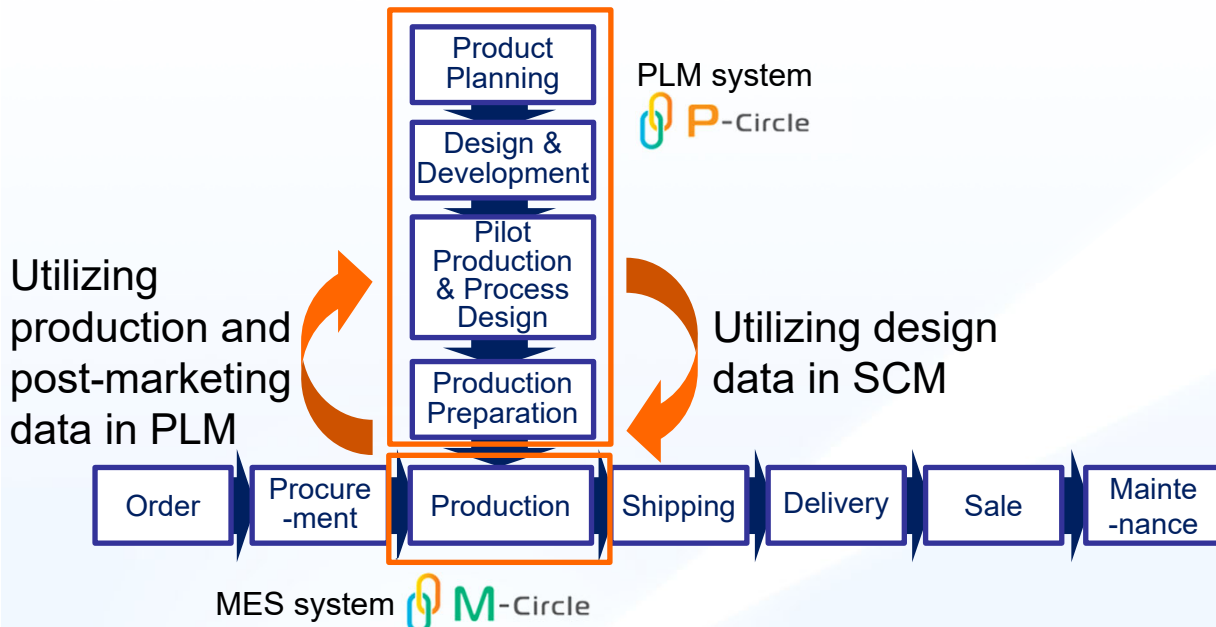 Product
Planning
PLM system
P-Circle
Design &
Development
Pilot
Production
& Process
Design
Utilizing
production and
post-marketing
data in PLM
Utilizing design
data in SCM
Production
Preparation
Order
Procure
-ment
Production
Shipping
Delivery
Sale
Mainte
-nance
MES system
M-Circle